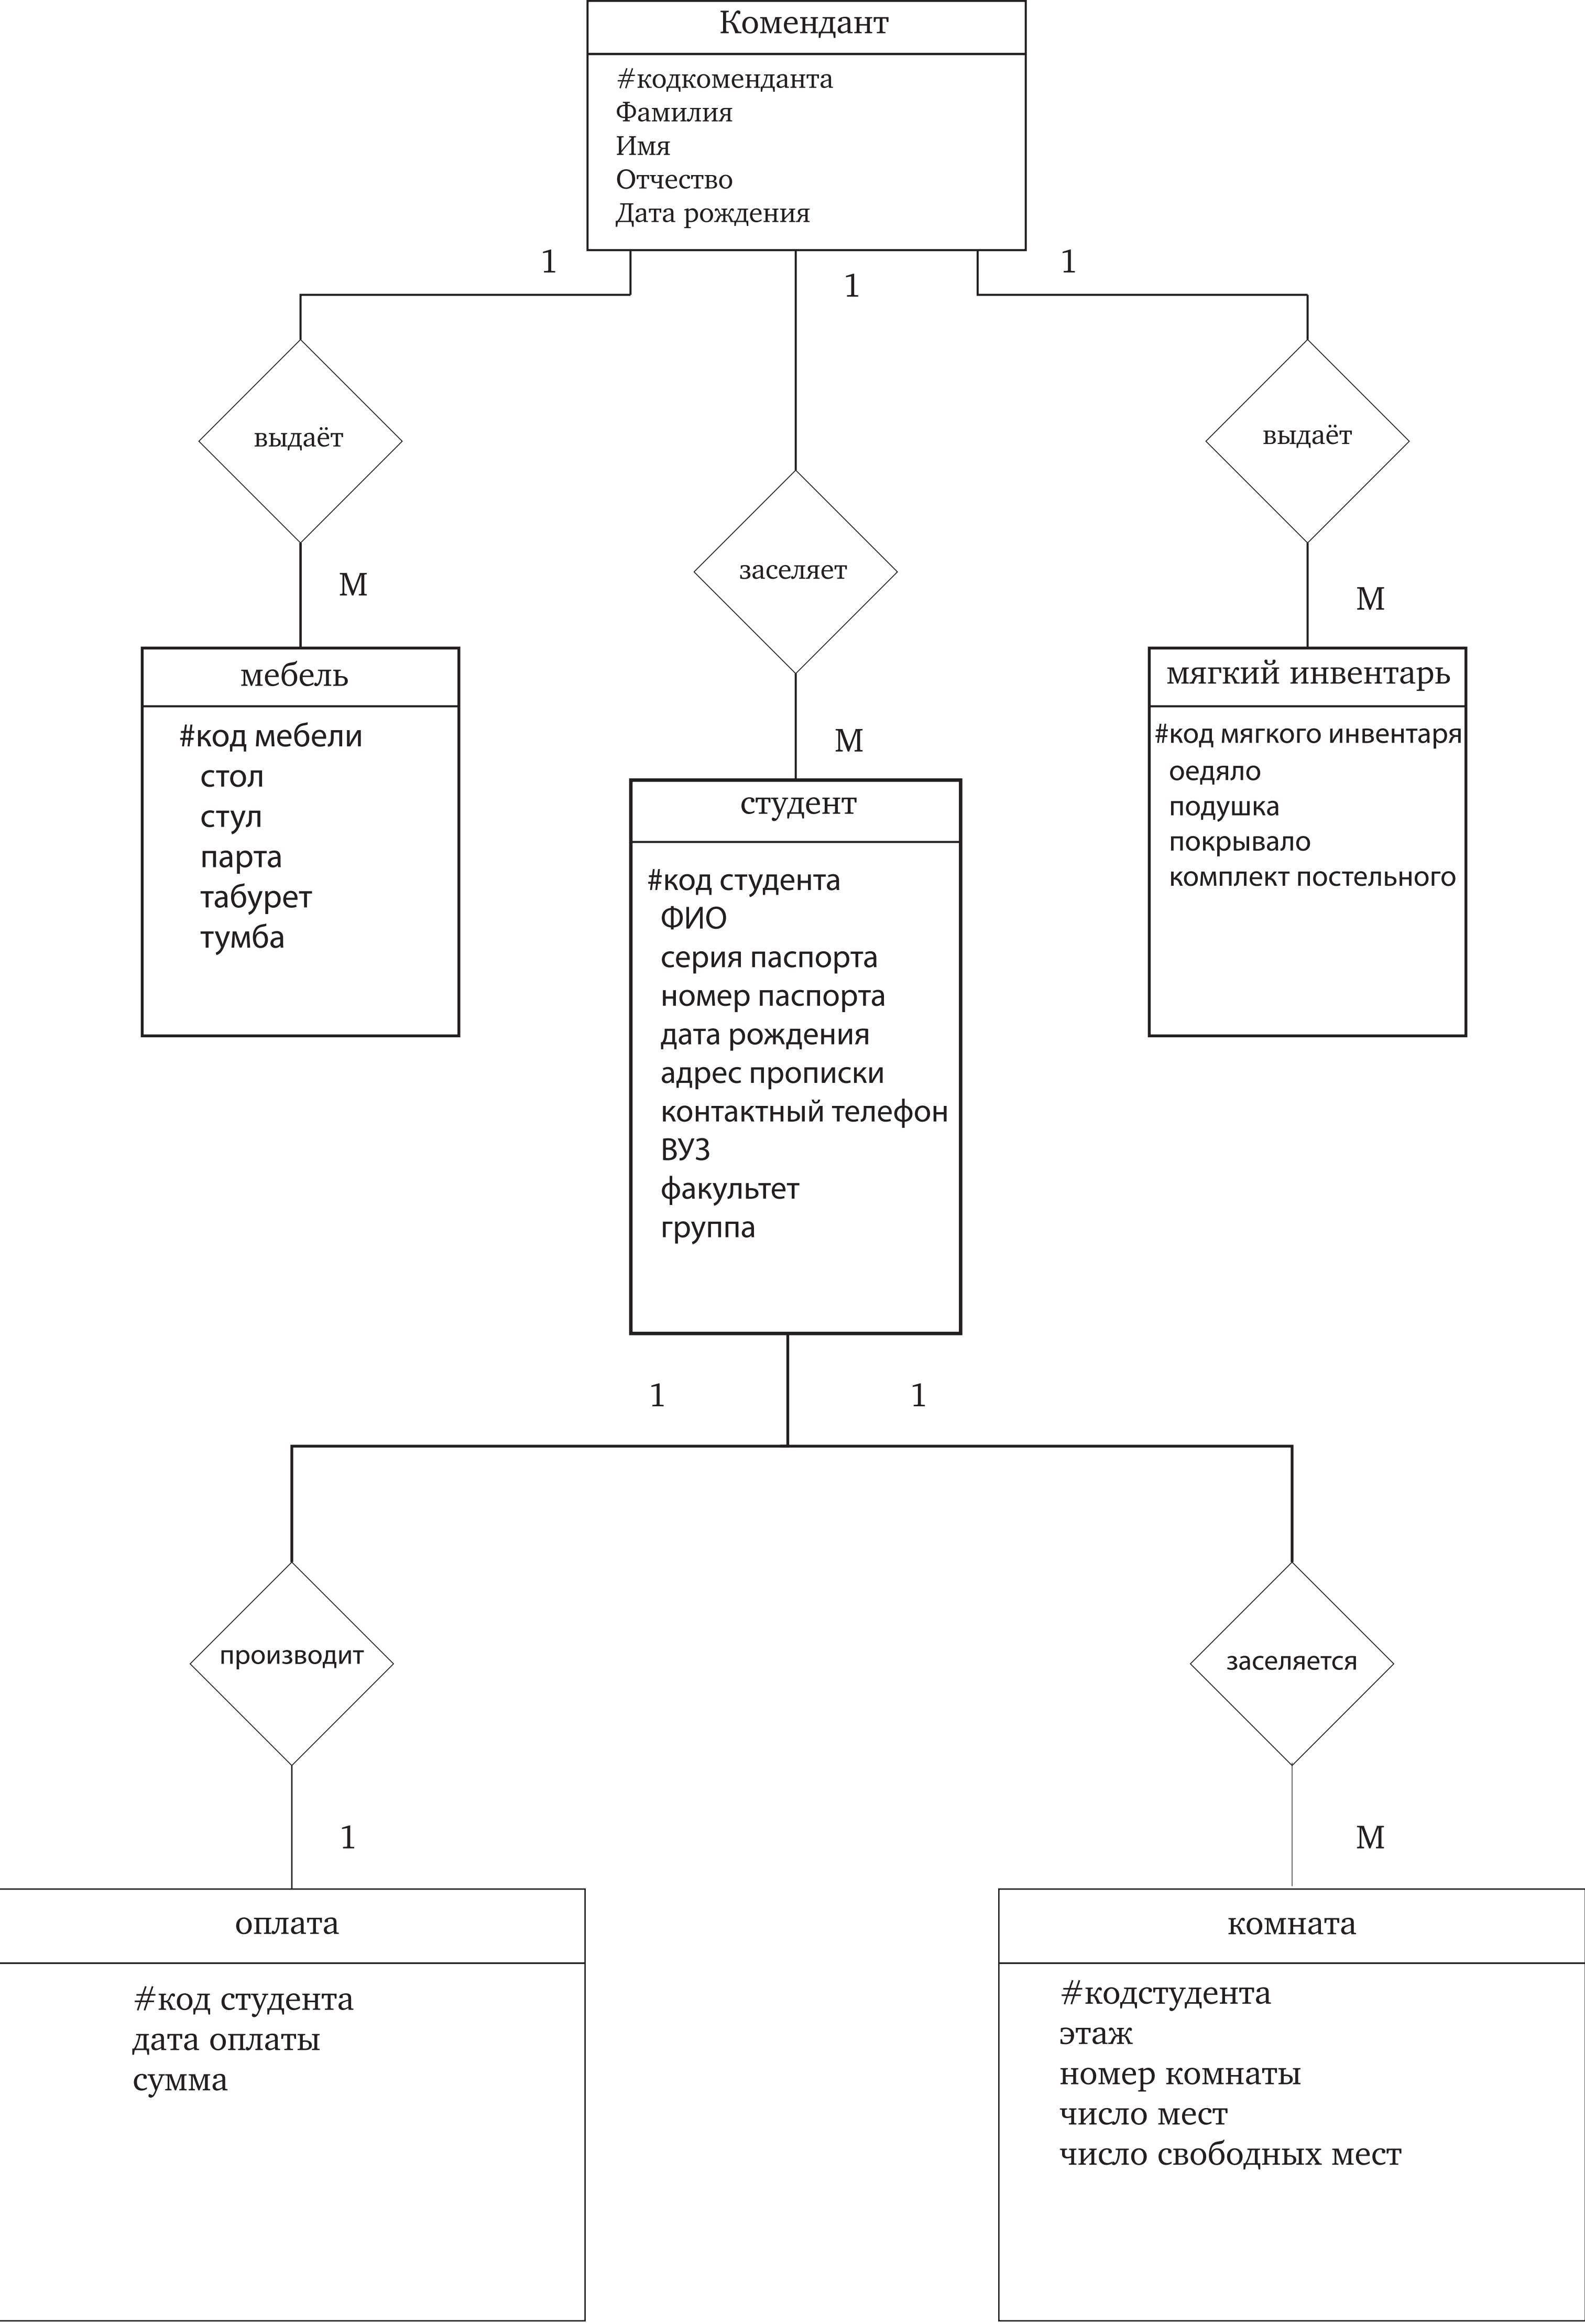 Комендант
#кодкоменданта
Фамилия
Имя
Отчество
Дата рождения
1
1
1
выдаёт
заселяет
выдаёт
М
М
М
мебель
#код мебели
стол
стул
парта
табурет
тумба
студент
#код студента
ФИО
серия паспорта
номер паспорта
дата рождения
адрес прописки
контактный телефон
ВУЗ
факультет
группа
мягкий инвентарь
#код мягкого инвентаря
оедяло
подушка
покрывало
комплект постельного
1
1
производит
заселяется
1
М
оплата
#код студента
дата оплаты
сумма
комната
#кодстудента
этаж
номер комнаты
число мест
число свободных мест